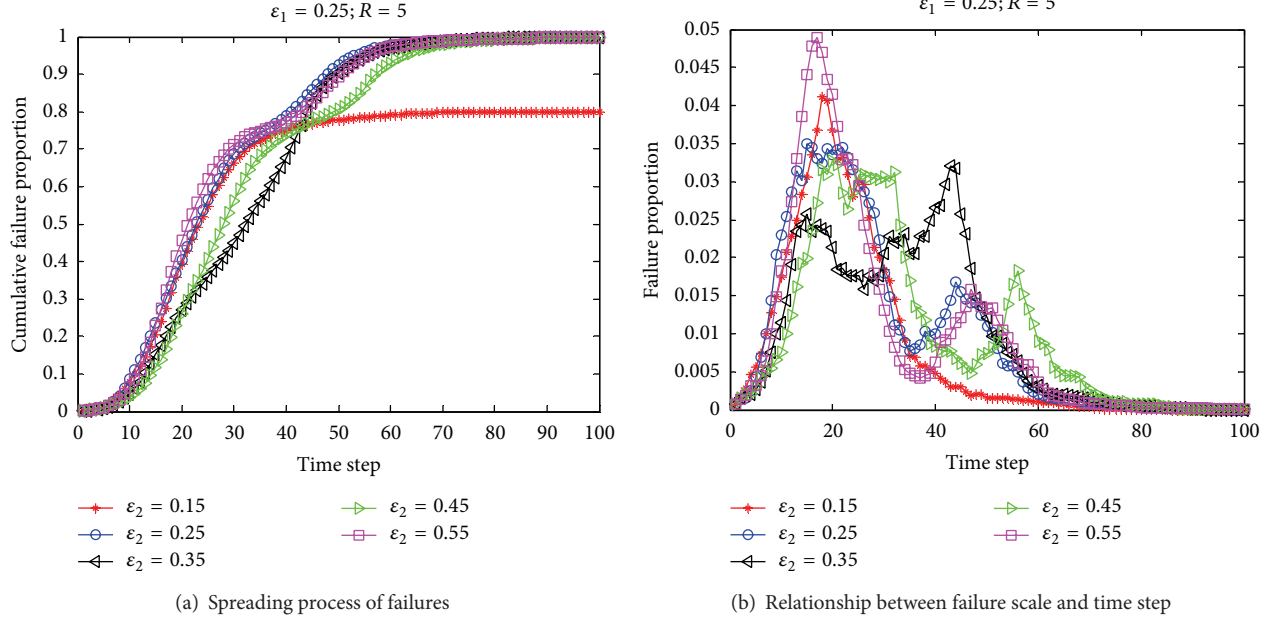 ε₁ = 0.25; R = 5
1
0.9
0.8
0.7
0.6
0.5
0.4
0.3
0.2
0.1
0
Cumulative failure proportion
0 10 20 30 40 50 60 70 80 90 100
Time step
ε₂ = 0.15
ε₂ = 0.25
ε₂ = 0.35
ε₂ = 0.45
ε₂ = 0.55
(a) Spreading process of failures
ε₁ = 0.25; R = 5
0.05
0.045
0.04
0.035
0.03
0.025
0.02
0.015
0.01
0.005
0
Failure proportion
0 20 40 60 80 100
Time step
ε₂ = 0.15
ε₂ = 0.25
ε₂ = 0.35
ε₂ = 0.45
ε₂ = 0.55
(b) Relationship between failure scale and time step